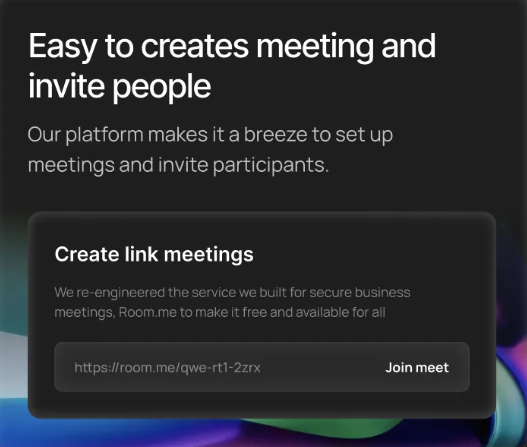 Easy to creates meeting and
invite people
Our platform makes it a breeze to set up
meetings and invite participants.
Create link meetings
We re-engineered the service we built for secure business
meetings, Room.me to make it free and available for all
https://room.me/qwe-rt1-2zrx
Join meet